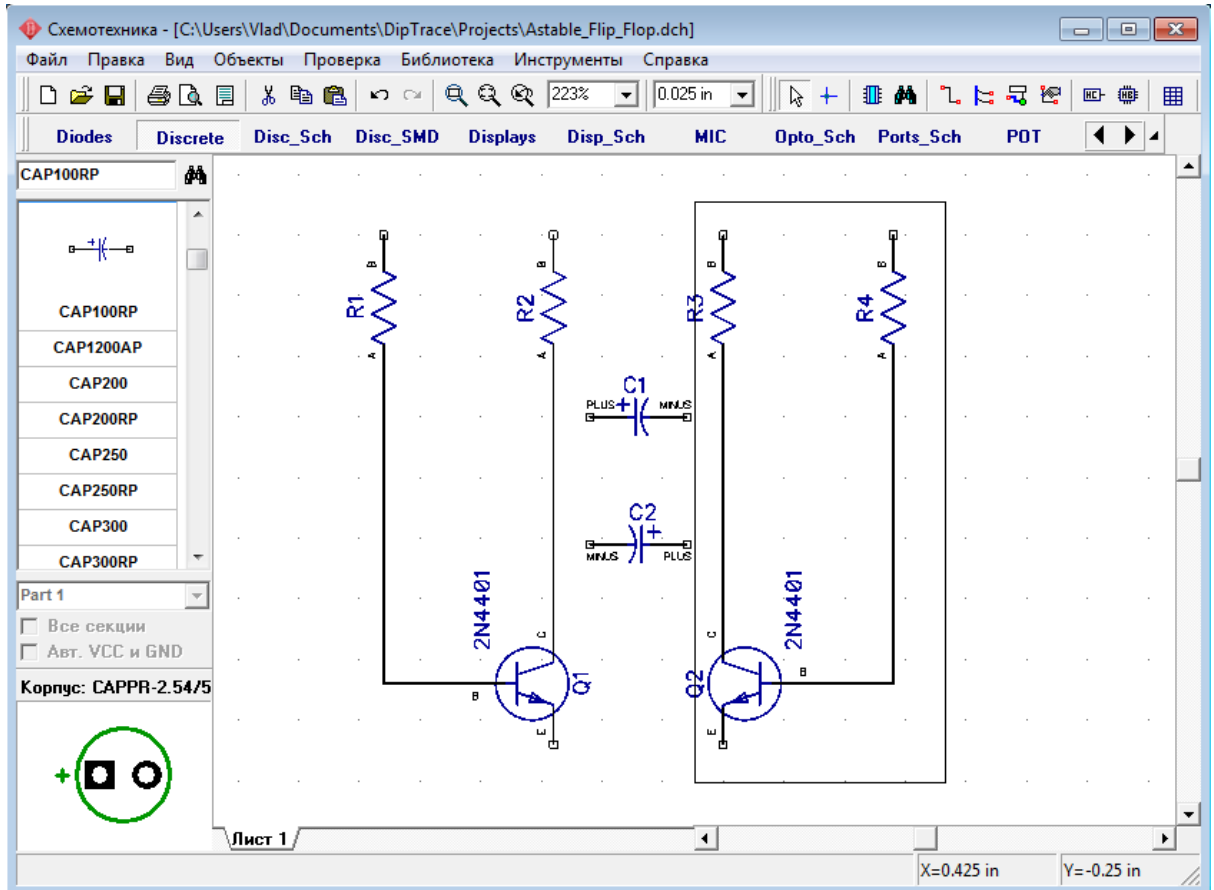 Схемотехника - [C:\Users\Vlad\Documents\DipTrace\Projects\Astable_Flip_Flop.dch]
Файл Правка Вид Объекты Проверка Библиотека Инструменты Справка
223% 0.025 in
Diodes Discrete Disc_Sch Disc_SMD Displays Disp_Sch MIC Opto_Sch Ports_Sch POT
CAP100RP
CAP100RP
CAP1200AP
CAP200
CAP200RP
CAP250
CAP250RP
CAP300
CAP300RP
Part 1
Все секции
Авт. VCC и GND
Корпус: CAPPR-2.54/5
+
B B B B
R1 R2 R3 R4
A A A A
C1
PLUS + MINUS
C2
+
MINUS PLUS
2N4401 2N4401
C C
B Q1 Q2 B
E E
Лист 1
X=0.425 in Y=-0.25 in